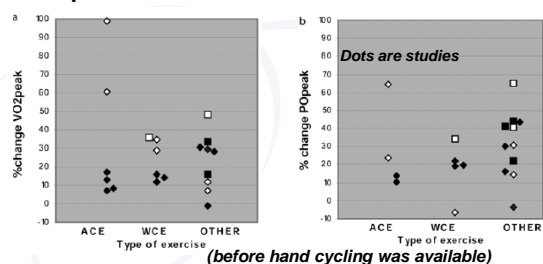 a
100
90
80
70
60
50
40
30
20
10
0
-10
%change VO2peak
ACE WCE OTHER
Type of exercise
b
Dots are studies
100
90
80
70
60
50
40
30
20
10
0
-10
% change POpeak
ACE WCE OTHER
Type of exercise
(before hand cycling was available)